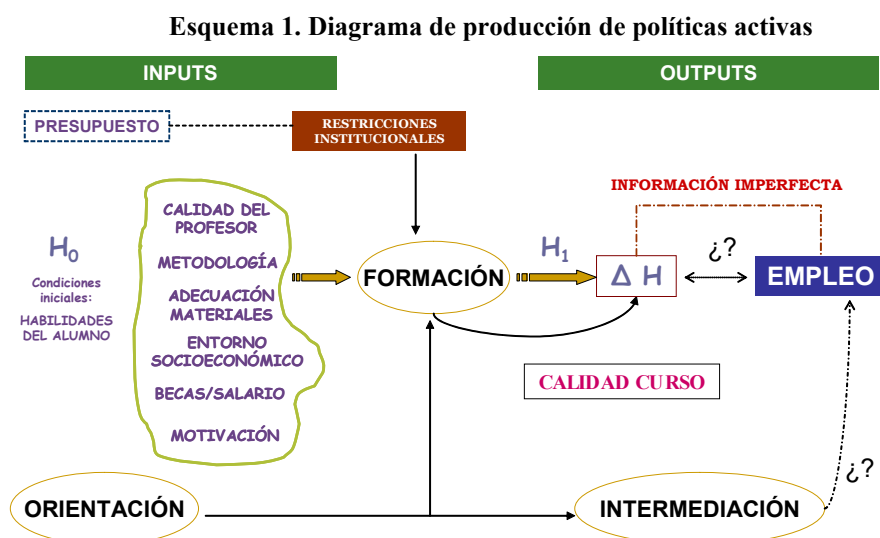 Esquema 1. Diagrama de producción de políticas activas
INPUTS
OUTPUTS
PRESUPUESTO
RESTRICCIONES
INSTITUCIONALES
INFORMACIÓN IMPERFECTA
H0
Condiciones
iniciales:
HABILIDADES
DEL ALUMNO
CALIDAD DEL
PROFESOR
METODOLOGÍA
ADECUACIÓN
MATERIALES
ENTORNO
SOCIOECONÓMICO
BECAS/SALARIO
MOTIVACIÓN
FORMACIÓN
H1
Δ H
¿?
EMPLEO
CALIDAD CURSO
¿?
ORIENTACIÓN
INTERMEDIACIÓN